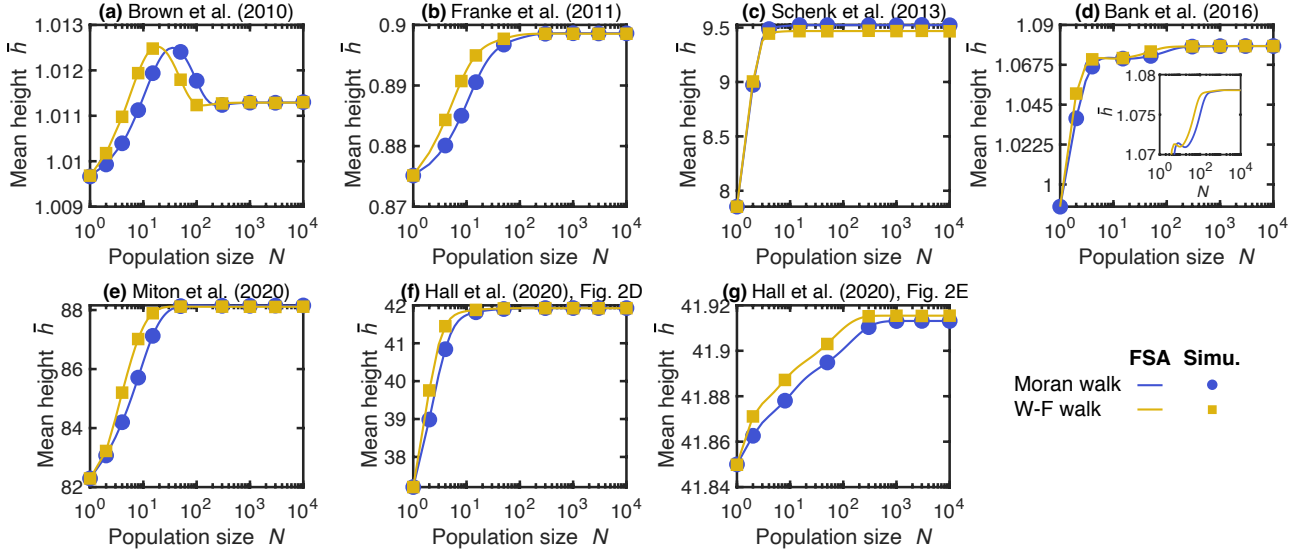 (a) Brown et al. (2010)
Mean height h̄
1.013
1.012
1.011
1.01
1.009
10^0 10^1 10^2 10^3 10^4
Population size N
(b) Franke et al. (2011)
Mean height h̄
0.9
0.89
0.88
0.87
10^0 10^1 10^2 10^3 10^4
Population size N
(c) Schenk et al. (2013)
Mean height h̄
9.5
9
8.5
8
10^0 10^1 10^2 10^3 10^4
Population size N
(d) Bank et al. (2016)
Mean height h̄
1.09
1.0675
1.045
1.0225
1
10^0 10^1 10^2 10^3 10^4
Population size N
h̄
1.08
1.075
1.07
10^0 10^2 10^4
N
(e) Miton et al. (2020)
Mean height h̄
88
86
84
82
10^0 10^1 10^2 10^3 10^4
Population size N
(f) Hall et al. (2020), Fig. 2D
Mean height h̄
42
41
40
39
38
37
10^0 10^1 10^2 10^3 10^4
Population size N
(g) Hall et al. (2020), Fig. 2E
Mean height h̄
41.92
41.9
41.88
41.86
41.84
10^0 10^1 10^2 10^3 10^4
Population size N
FSA Simu.
Moran walk
W-F walk